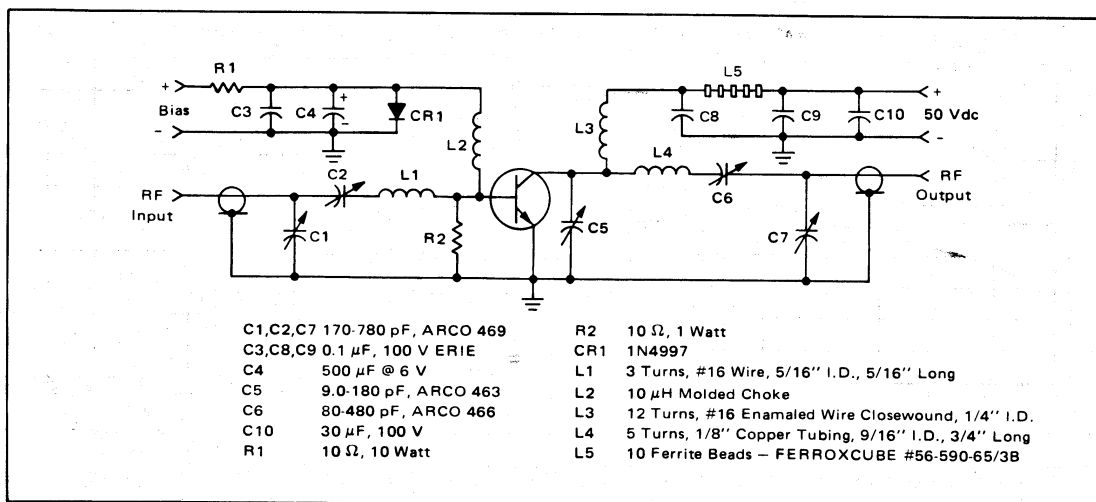 R1
L5
+
Bias
-
C3
C4
+
-
CR1
L2
L3
C8
C9
C10
+
50 Vdc
-
C2
L1
L4
C6
RF
Input
C1
R2
C5
C7
RF
Output
C1,C2,C7 170-780 pF, ARCO 469
C3,C8,C9 0.1 µF, 100 V ERIE
C4 500 µF @ 6 V
C5 9.0-180 pF, ARCO 463
C6 80-480 pF, ARCO 466
C10 30 µF, 100 V
R1 10 Ω, 10 Watt
R2 10 Ω, 1 Watt
CR1 1N4997
L1 3 Turns, #16 Wire, 5/16'' I.D., 5/16'' Long
L2 10 µH Molded Choke
L3 12 Turns, #16 Enamaled Wire Closewound, 1/4'' I.D.
L4 5 Turns, 1/8'' Copper Tubing, 9/16'' I.D., 3/4'' Long
L5 10 Ferrite Beads – FERROXCUBE #56-590-65/3B